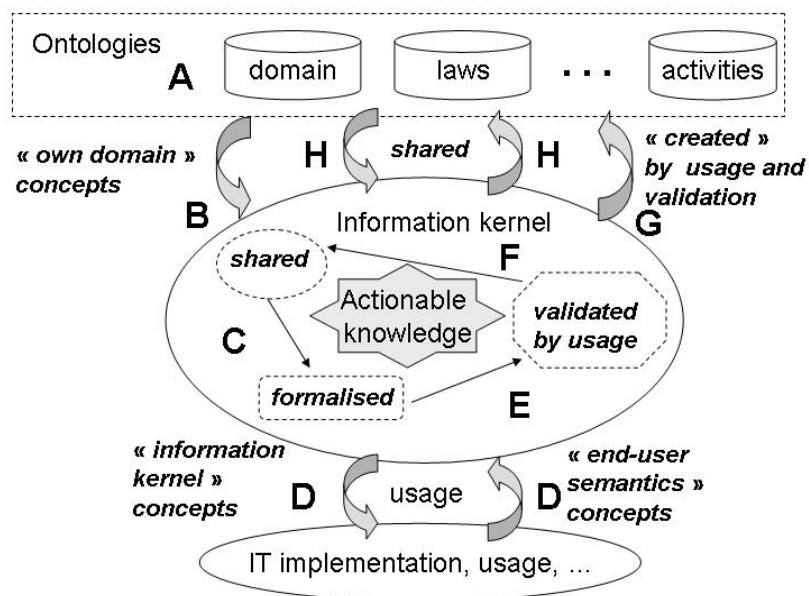 Ontologies
A
domain
laws
. . .
activities
« own domain »
concepts
B
H
shared
H
« created »
by usage and
validation
G
Information kernel
shared
F
Actionable
knowledge
validated
by usage
C
formalised
E
« information
kernel »
concepts
D
usage
D
« end-user
semantics »
concepts
IT implementation, usage, ...